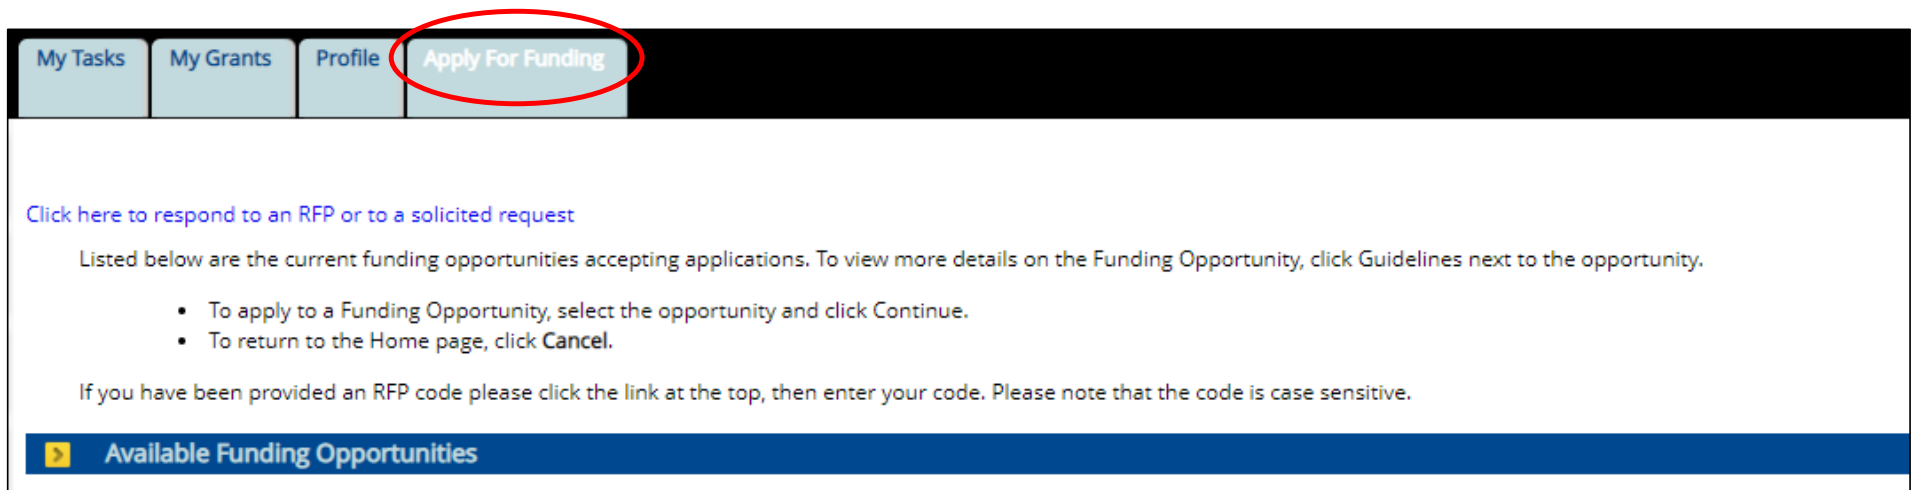 My Tasks My Grants Profile Apply For Funding
Click here to respond to an RFP or to a solicited request
Listed below are the current funding opportunities accepting applications. To view more details on the Funding Opportunity, click Guidelines next to the opportunity.
• To apply to a Funding Opportunity, select the opportunity and click Continue.
• To return to the Home page, click Cancel.
If you have been provided an RFP code please click the link at the top, then enter your code. Please note that the code is case sensitive.
Available Funding Opportunities